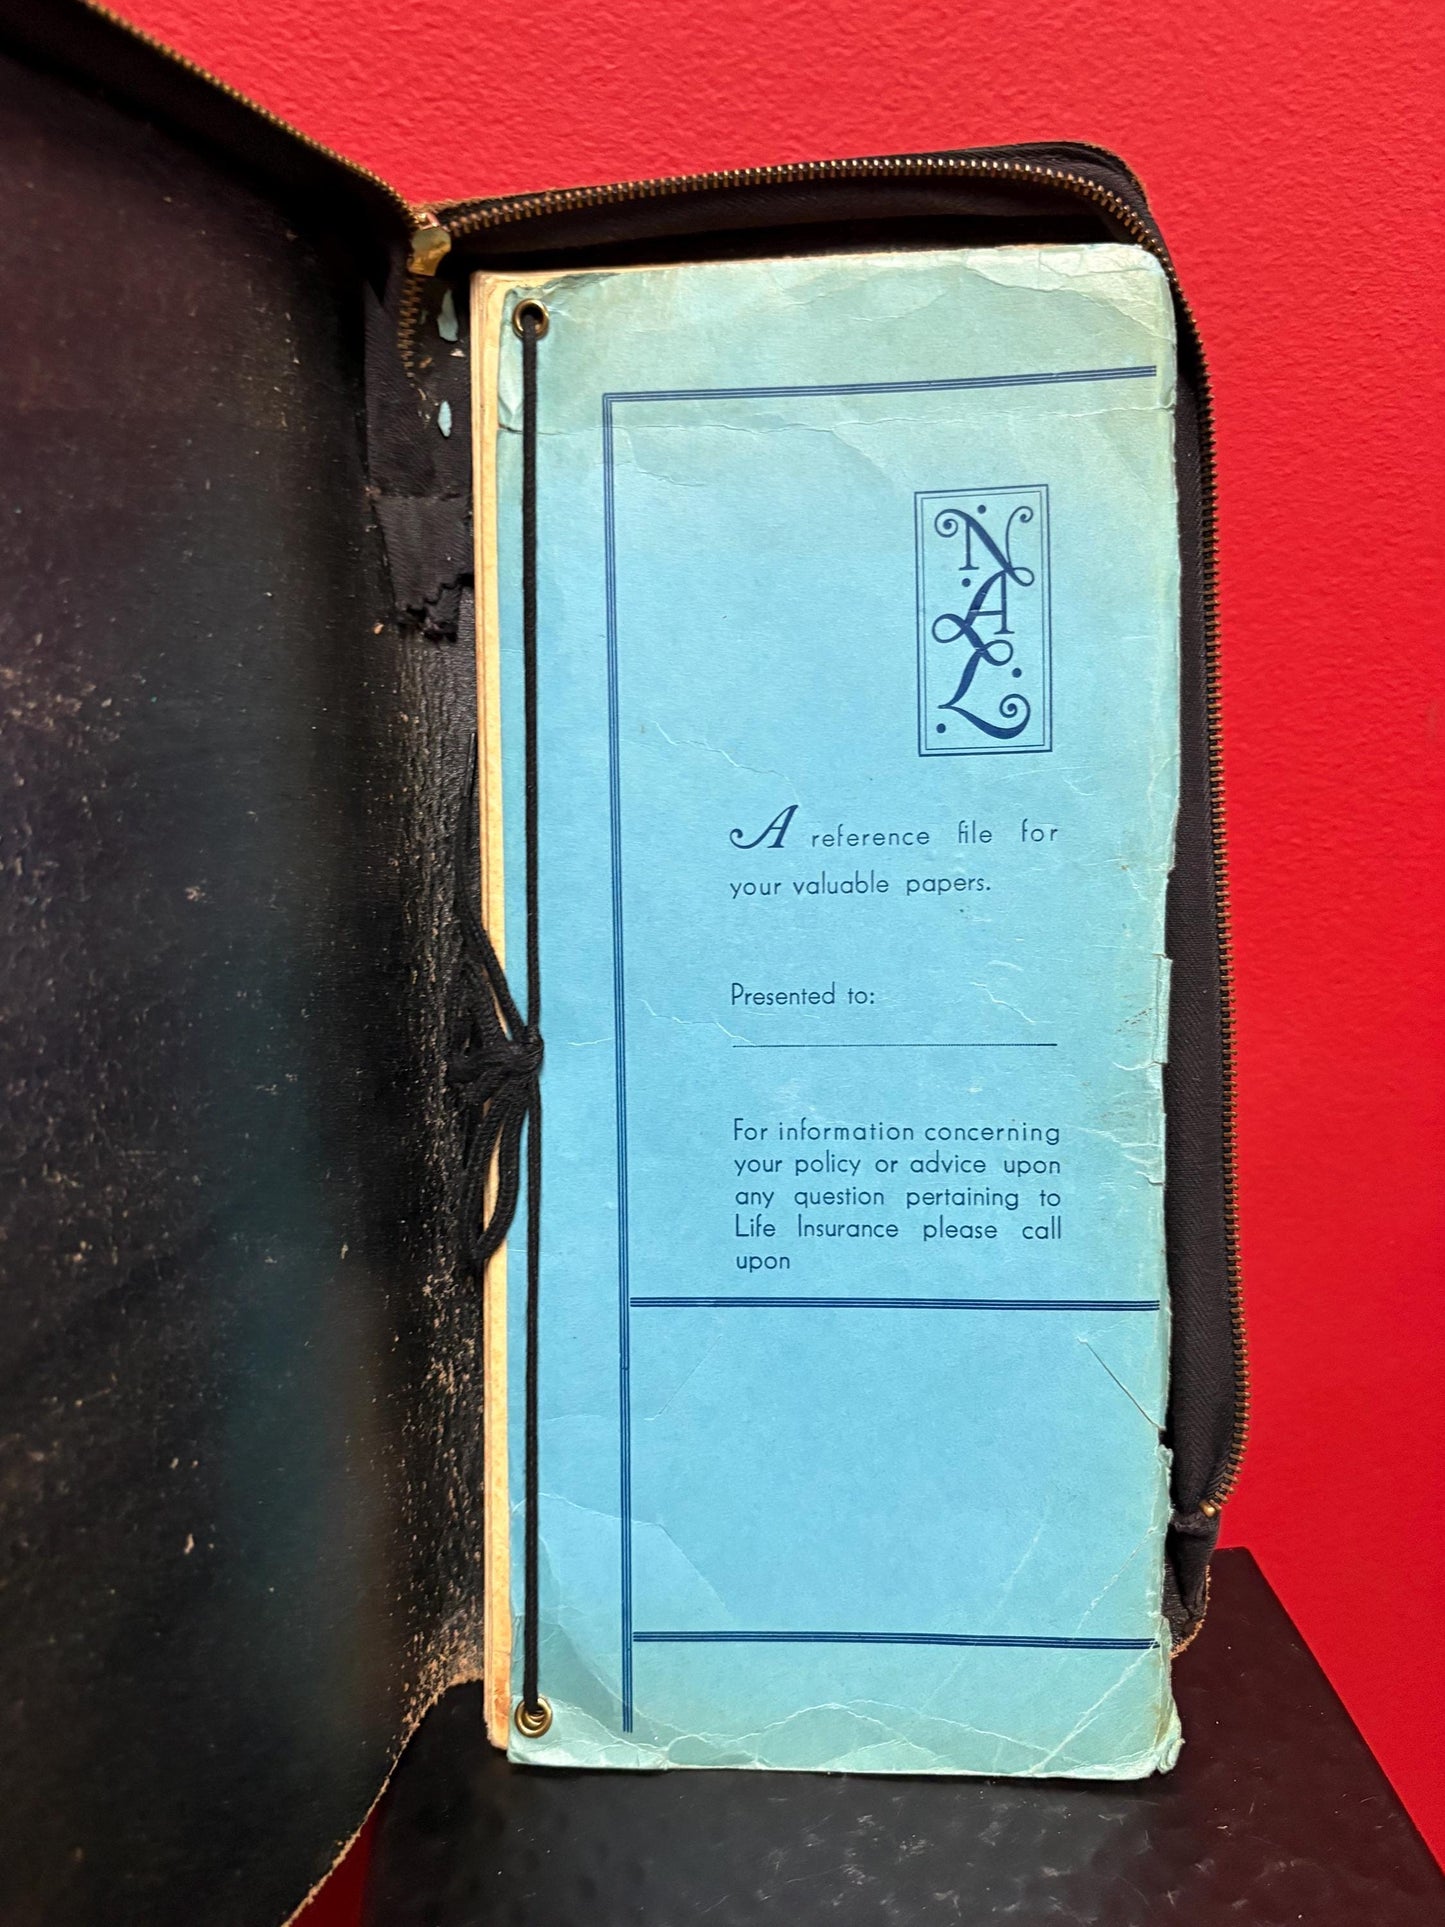 N.A.L.
A reference file for
your valuable papers.
Presented to:
For information concerning
your policy or advice upon
any question pertaining to
Life Insurance please call
upon